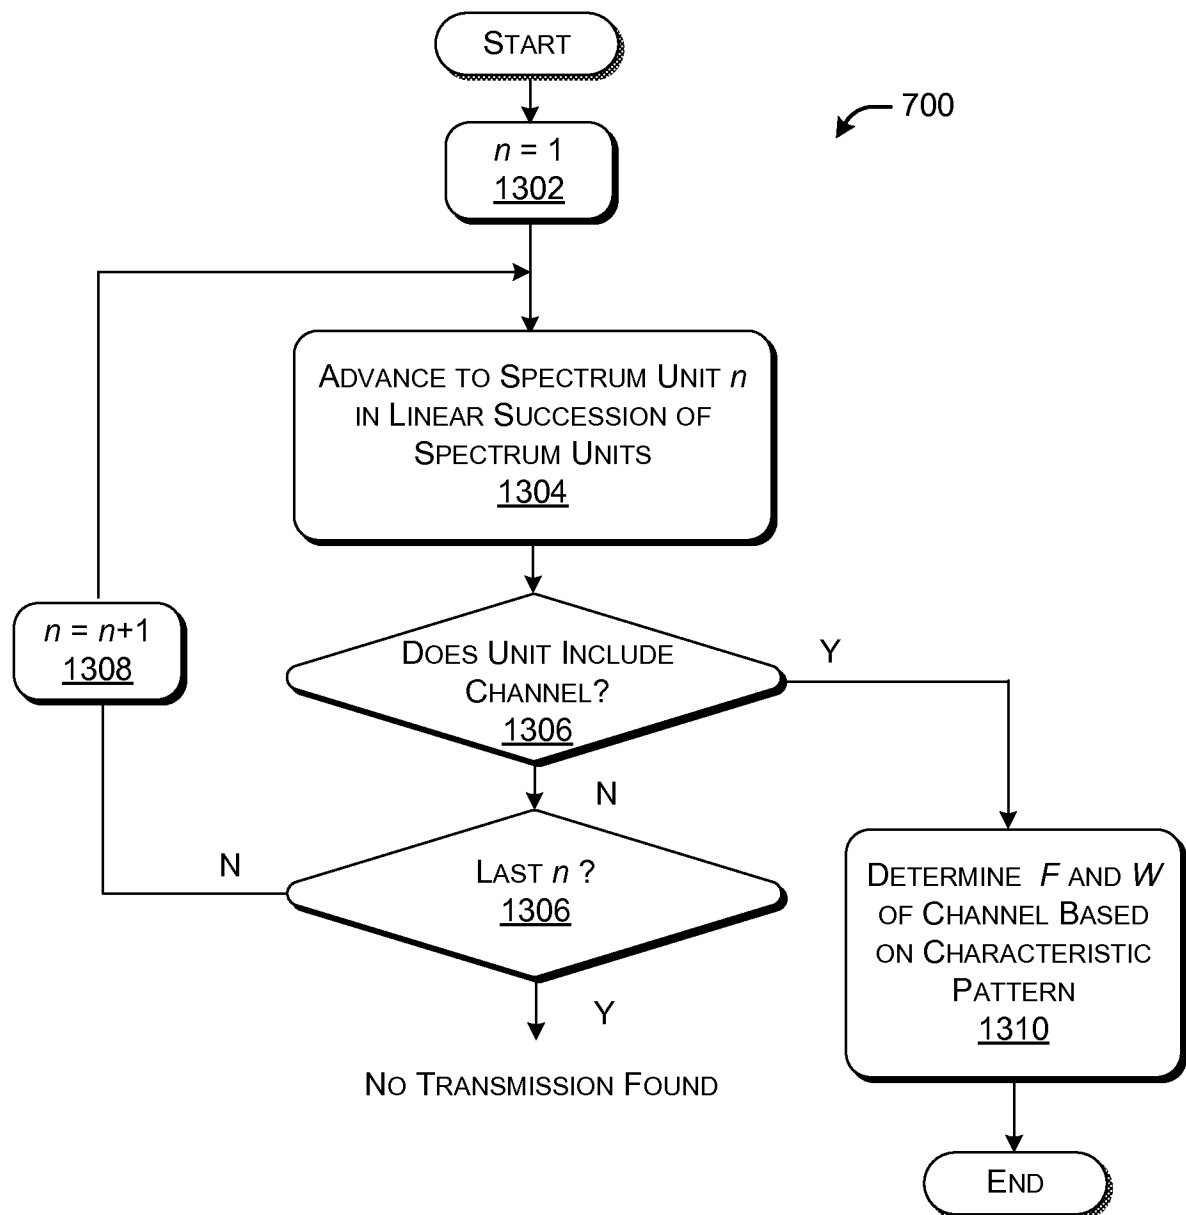 START
700
n = 1
1302
ADVANCE TO SPECTRUM UNIT n
IN LINEAR SUCCESSION OF
SPECTRUM UNITS
1304
n = n+1
1308
DOES UNIT INCLUDE
CHANNEL?
1306
Y
N
LAST n ?
1306
N
Y
NO TRANSMISSION FOUND
DETERMINE F AND W
OF CHANNEL BASED
ON CHARACTERISTIC
PATTERN
1310
END